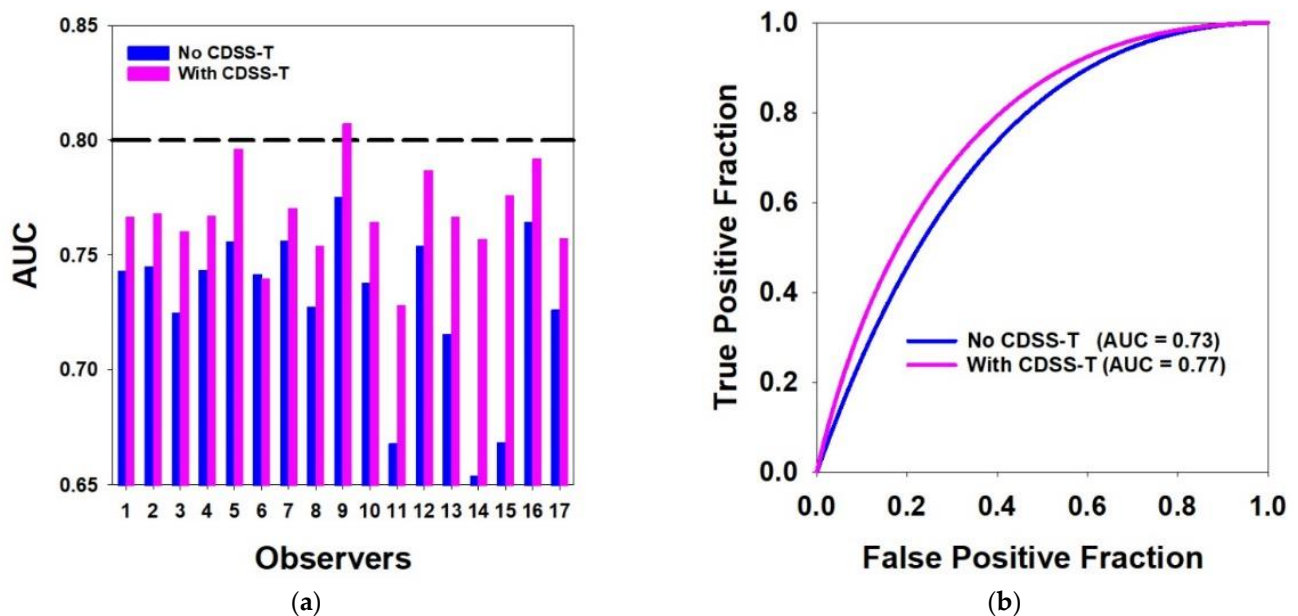 0.85
No CDSS-T
With CDSS-T
0.80
0.75
0.70
0.65
AUC
1 2 3 4 5 6 7 8 9 10 11 12 13 14 15 16 17
Observers
(a)
1.0
0.8
0.6
0.4
0.2
0.0
True Positive Fraction
No CDSS-T (AUC = 0.73)
With CDSS-T (AUC = 0.77)
0.0 0.2 0.4 0.6 0.8 1.0
False Positive Fraction
(b)